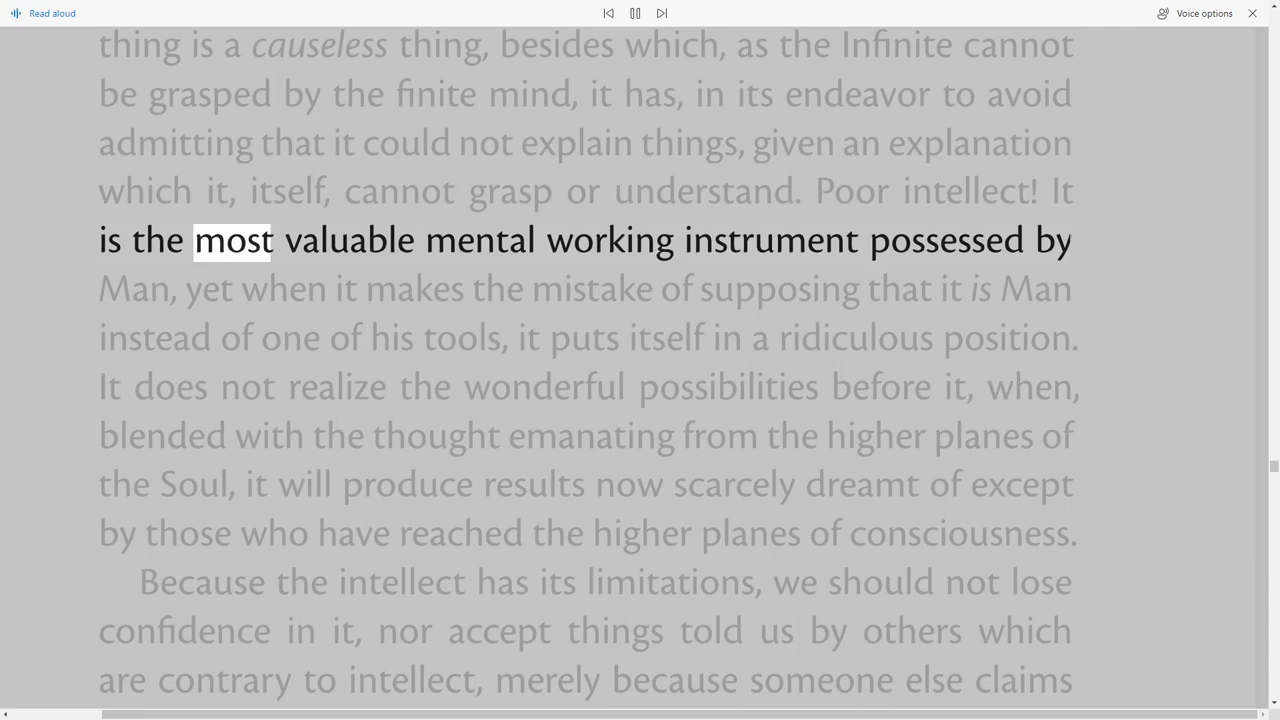 Read aloud
Voice options
thing is a causeless thing, besides which, as the Infinite cannot
be grasped by the finite mind, it has, in its endeavor to avoid
admitting that it could not explain things, given an explanation
which it, itself, cannot grasp or understand. Poor intellect! It
is the most valuable mental working instrument possessed by
Man, yet when it makes the mistake of supposing that it is Man
instead of one of his tools, it puts itself in a ridiculous position.
It does not realize the wonderful possibilities before it, when,
blended with the thought emanating from the higher planes of
the Soul, it will produce results now scarcely dreamt of except
by those who have reached the higher planes of consciousness.
Because the intellect has its limitations, we should not lose
confidence in it, nor accept things told us by others which
are contrary to intellect, merely because someone else claims